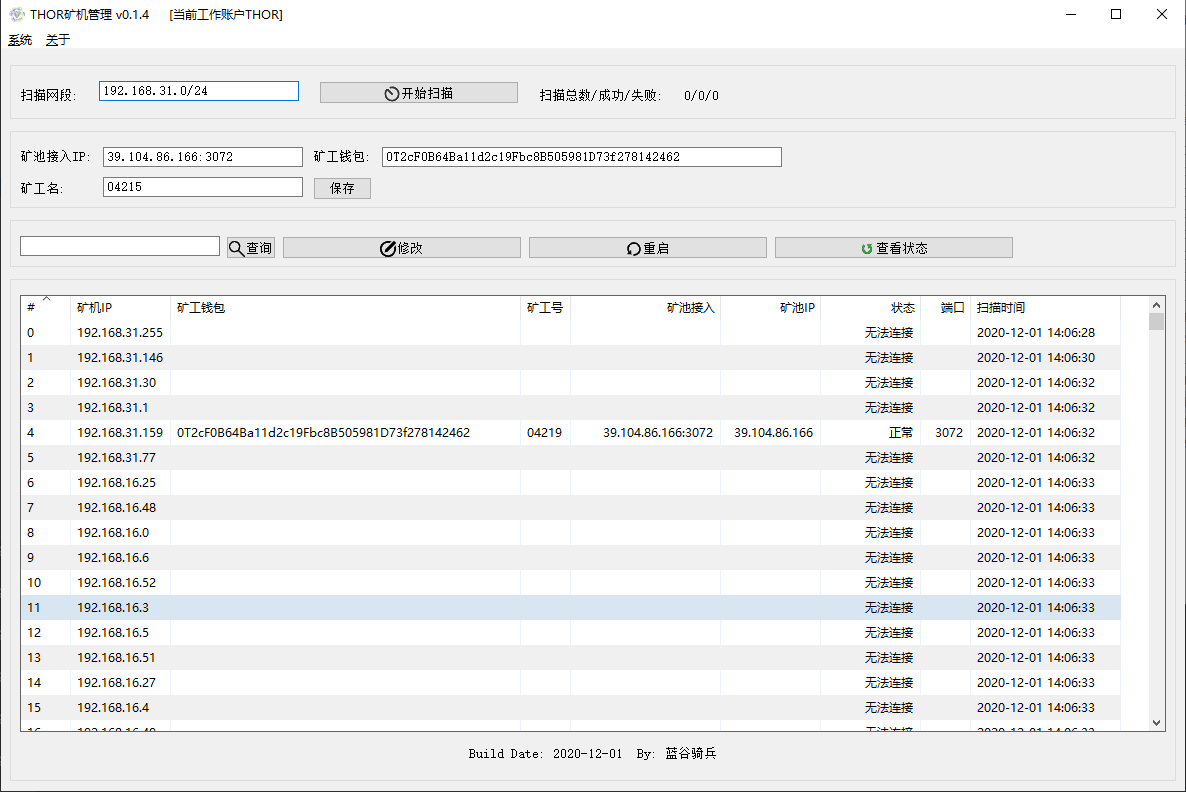 THOR矿机管理 v0.1.4 [当前工作账户THOR]
系统 关于
扫描网段: 192.168.31.0/24 开始扫描 扫描总数/成功/失败: 0/0/0
矿池接入IP: 39.104.86.166:3072 矿工钱包: 0T2cF0B64Ba11d2c19Fbc8B505981D73f278142462
矿工名: 04215 保存
查询 修改 重启 查看状态
# 矿机IP 矿工钱包 矿工号 矿池接入 矿池IP 状态 端口 扫描时间
0 192.168.31.255 无法连接 2020-12-01 14:06:28
1 192.168.31.146 无法连接 2020-12-01 14:06:30
2 192.168.31.30 无法连接 2020-12-01 14:06:32
3 192.168.31.1 无法连接 2020-12-01 14:06:32
4 192.168.31.159 0T2cF0B64Ba11d2c19Fbc8B505981D73f278142462 04219 39.104.86.166:3072 39.104.86.166 正常 3072 2020-12-01 14:06:32
5 192.168.31.77 无法连接 2020-12-01 14:06:32
6 192.168.16.25 无法连接 2020-12-01 14:06:33
7 192.168.16.48 无法连接 2020-12-01 14:06:33
8 192.168.16.0 无法连接 2020-12-01 14:06:33
9 192.168.16.6 无法连接 2020-12-01 14:06:33
10 192.168.16.52 无法连接 2020-12-01 14:06:33
11 192.168.16.3 无法连接 2020-12-01 14:06:33
12 192.168.16.5 无法连接 2020-12-01 14:06:33
13 192.168.16.51 无法连接 2020-12-01 14:06:33
14 192.168.16.27 无法连接 2020-12-01 14:06:33
15 192.168.16.4 无法连接 2020-12-01 14:06:33
Build Date: 2020-12-01 By: 蓝谷骑兵